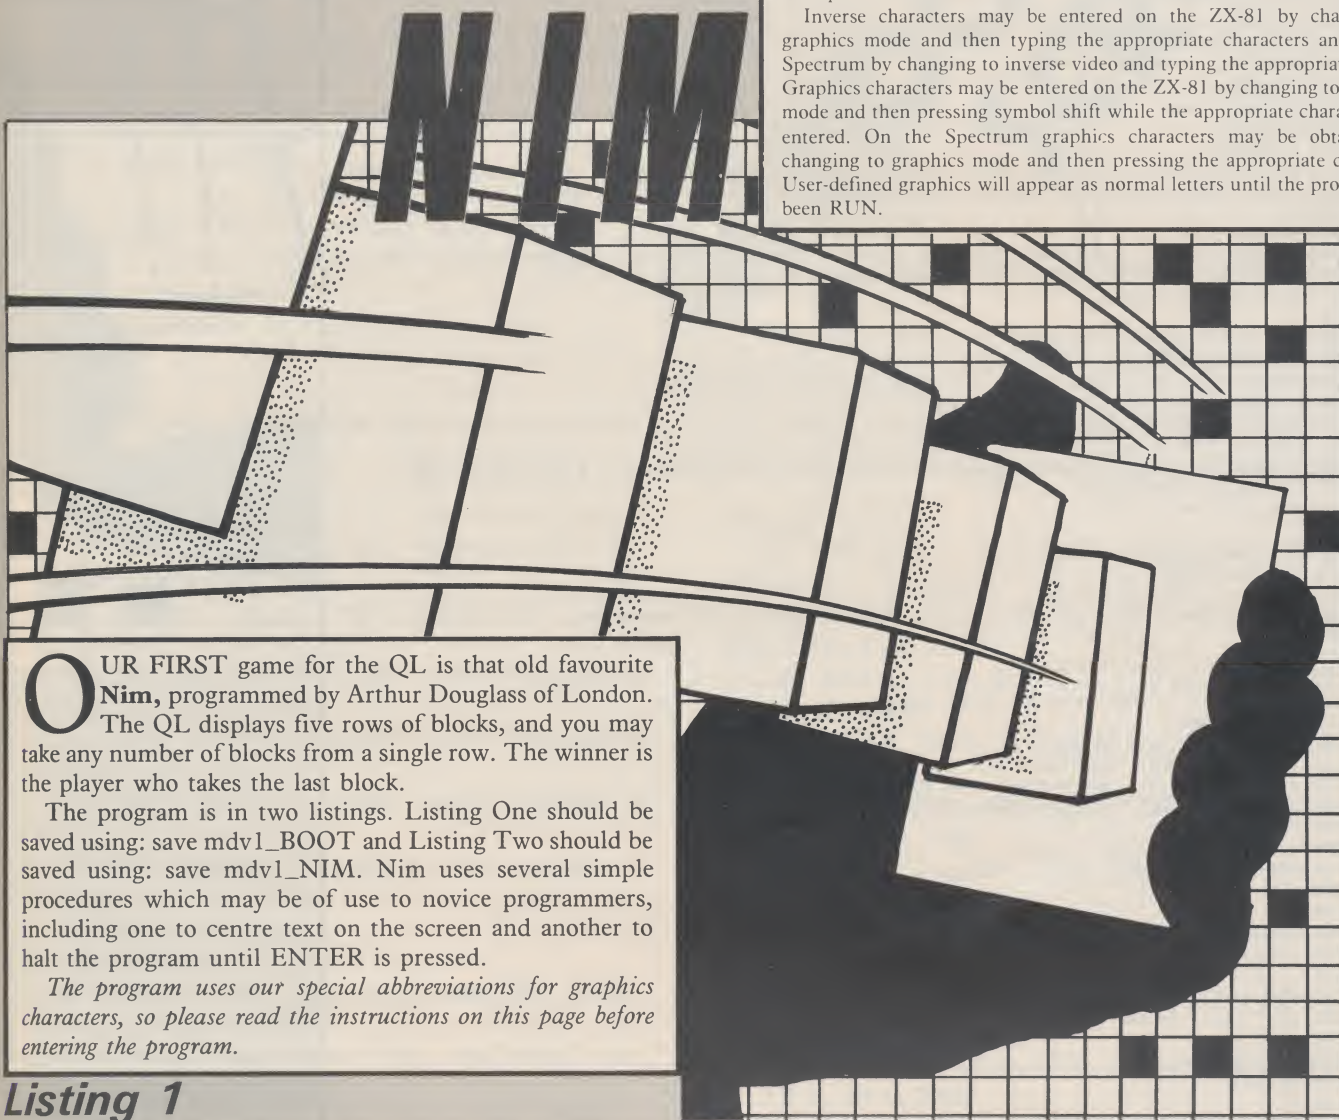 NIM
Inverse characters may be entered on the ZX-81 by
graphics mode and then typing the appropriate characters
Spectrum by changing to inverse video and typing the
Graphics characters may be entered on the ZX-81 by changing to
mode and then pressing symbol shift while the appropriate
entered. On the Spectrum graphics characters may be
changing to graphics mode and then pressing the appropriate
User-defined graphics will appear as normal letters until the
been RUN.
OUR FIRST game for the QL is that old favourite
Nim, programmed by Arthur Douglass of London.
The QL displays five rows of blocks, and you may
take any number of blocks from a single row. The winner is
the player who takes the last block.
The program is in two listings. Listing One should be
saved using: save mdv1_BOOT and Listing Two should be
saved using: save mdv1_NIM. Nim uses several simple
procedures which may be of use to novice programmers,
including one to centre text on the screen and another to
halt the program until ENTER is pressed.
The program uses our special abbreviations for graphics
characters, so please read the instructions on this page before
entering the program.
Listing 1